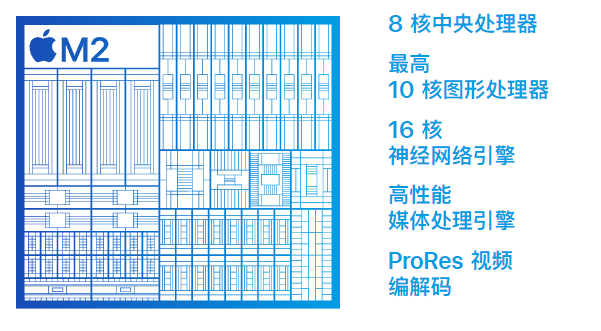 M2
8 核中央处理器
最高
10 核图形处理器
16 核
神经网络引擎
高性能
媒体处理引擎
ProRes 视频
编解码